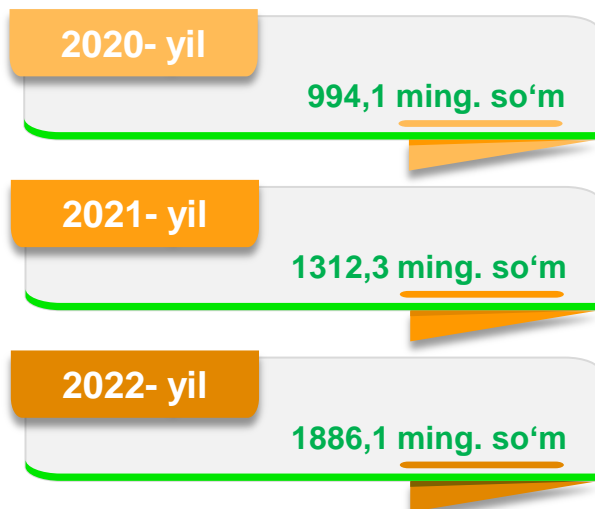 2020- yil
994,1 ming. so‘m
2021- yil
1312,3 ming. so‘m
2022- yil
1886,1 ming. so‘m